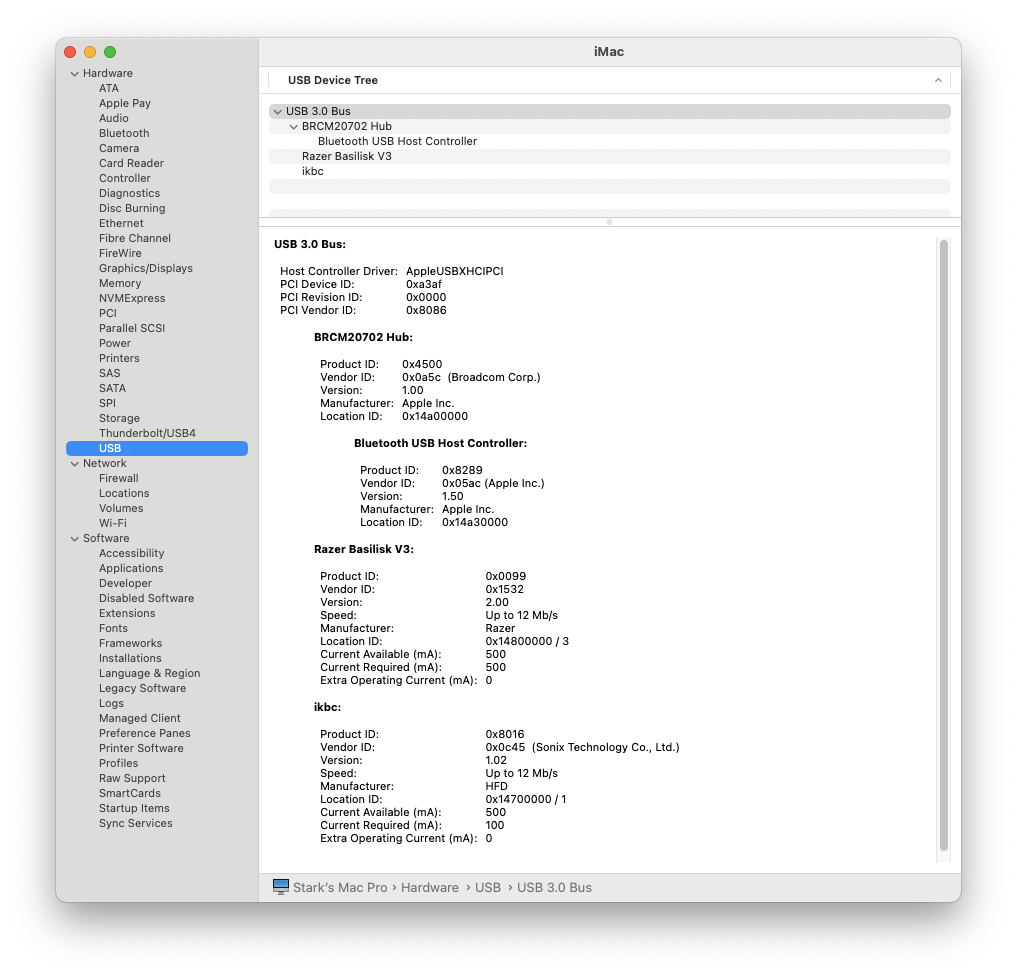 iMac
Hardware
ATA
Apple Pay
Audio
Bluetooth
Camera
Card Reader
Controller
Diagnostics
Disc Burning
Ethernet
Fibre Channel
FireWire
Graphics/Displays
Memory
NVMExpress
PCI
Parallel SCSI
Power
Printers
SAS
SATA
SPI
Storage
Thunderbolt/USB4
USB
Network
Firewall
Locations
Volumes
Wi-Fi
Software
Accessibility
Applications
Developer
Disabled Software
Extensions
Fonts
Frameworks
Installations
Language & Region
Legacy Software
Logs
Managed Client
Preference Panes
Printer Software
Profiles
Raw Support
SmartCards
Startup Items
Sync Services
USB Device Tree
USB 3.0 Bus
BRCM20702 Hub
Bluetooth USB Host Controller
Razer Basilisk V3
ikbc
USB 3.0 Bus:
Host Controller Driver: AppleUSBXHCIPCI
PCI Device ID: 0xa3af
PCI Revision ID: 0x0000
PCI Vendor ID: 0x8086
BRCM20702 Hub:
Product ID: 0x4500
Vendor ID: 0x0a5c (Broadcom Corp.)
Version: 1.00
Manufacturer: Apple Inc.
Location ID: 0x14a00000
Bluetooth USB Host Controller:
Product ID: 0x8289
Vendor ID: 0x05ac (Apple Inc.)
Version: 1.50
Manufacturer: Apple Inc.
Location ID: 0x14a30000
Razer Basilisk V3:
Product ID: 0x0099
Vendor ID: 0x1532
Version: 2.00
Speed: Up to 12 Mb/s
Manufacturer: Razer
Location ID: 0x14800000 / 3
Current Available (mA): 500
Current Required (mA): 500
Extra Operating Current (mA): 0
ikbc:
Product ID: 0x8016
Vendor ID: 0x0c45 (Sonix Technology Co., Ltd.)
Version: 1.02
Speed: Up to 12 Mb/s
Manufacturer: HFD
Location ID: 0x14700000 / 1
Current Available (mA): 500
Current Required (mA): 100
Extra Operating Current (mA): 0
Stark's Mac Pro › Hardware › USB › USB 3.0 Bus